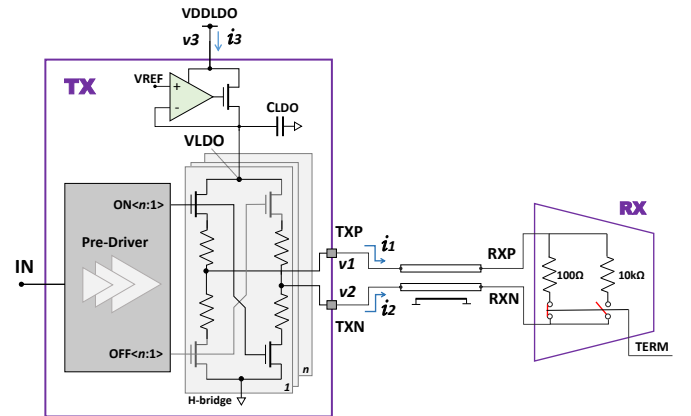 VDDLDO
v3
i3
TX
VREF
+
-
CLDO
VLDO
ON<n:1>
Pre-Driver
IN
OFF<n:1>
TXP
i1
v1
v2
i2
TXN
RXP
RXN
RX
100Ω
10kΩ
TERM
1
n
H-bridge